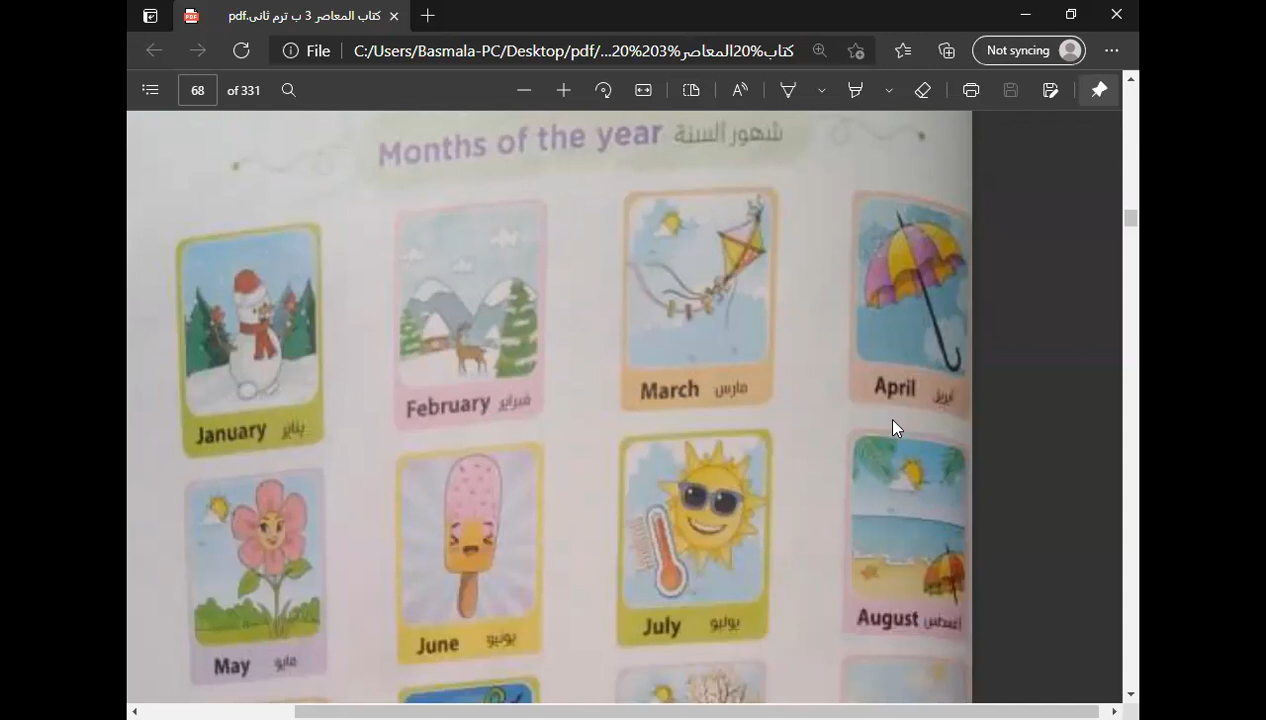 كتاب المعاصر 3 ب ترم ثانى.pdf
File C:/Users/Basmala-PC/Desktop/pdf/...20%203%كتاب%20المعاصر Not syncing
68 of 331
Months of the year شهور السنة
January يناير
February فبراير
March مارس
April أبريل
May مايو
June يونيو
July يوليو
August أغسطس